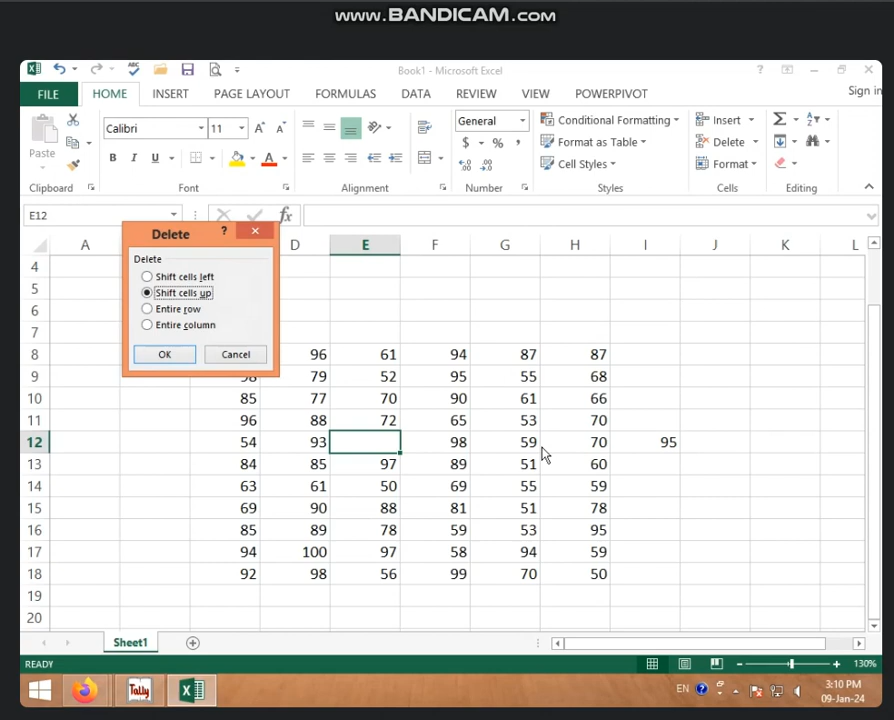 www.BANDICAM.com
Book1 - Microsoft Excel
FILE HOME INSERT PAGE LAYOUT FORMULAS DATA REVIEW VIEW POWERPIVOT Sign in
Paste Calibri 11 General Conditional Formatting Insert
B I U A $ % , Format as Table Delete
Cell Styles Format
Clipboard Font Alignment Number Styles Cells Editing
E12 fx
Delete ?
Delete
Shift cells left
Shift cells up
Entire row
Entire column
OK Cancel
A D E F G H I J K L
4
5
6
7
8 96 61 94 87 87
9 98 79 52 95 55 68
10 85 77 70 90 61 66
11 96 88 72 65 53 70
12 54 93 98 59 70 95
13 84 85 97 89 51 60
14 63 61 50 69 55 59
15 69 90 88 81 51 78
16 85 89 78 59 53 95
17 94 100 97 58 94 59
18 92 98 56 99 70 50
19
20
Sheet1
READY 130%
Tally EN 3:10 PM
09-Jan-24